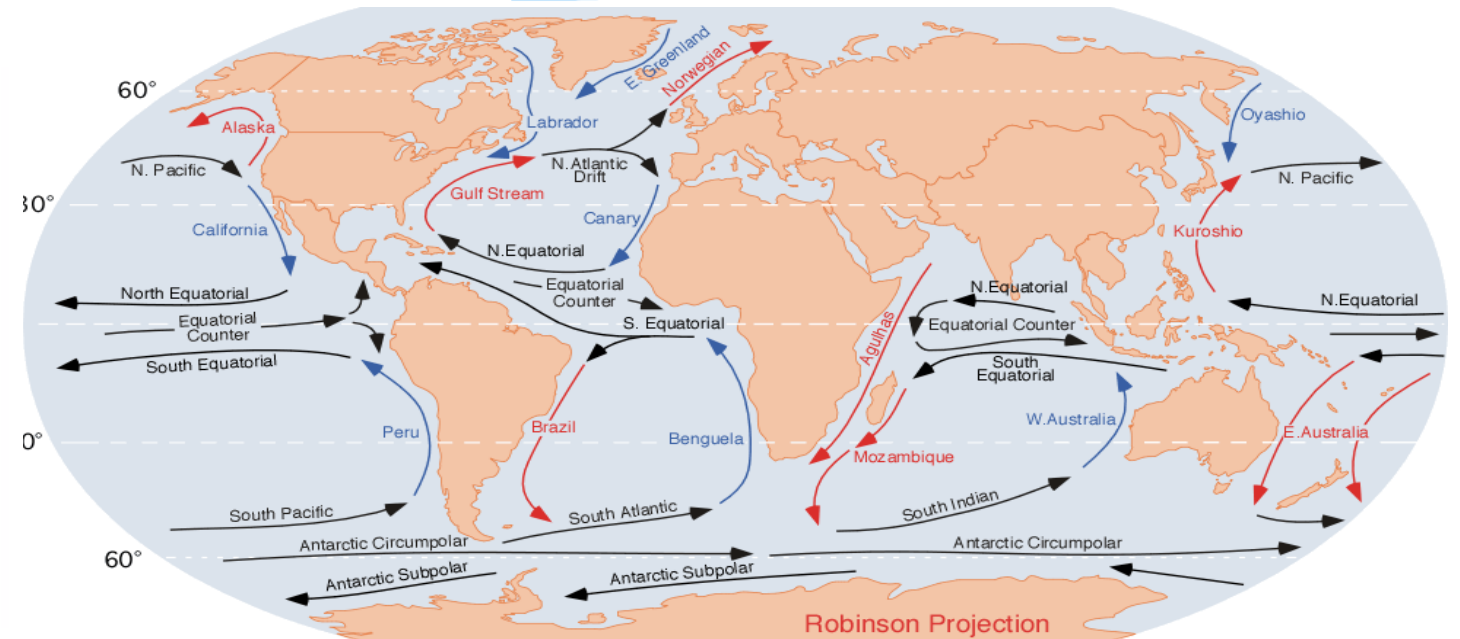 E. Greenland
Norwegian
60°
Alaska
Labrador
Oyashio
N. Pacific
N.Atlantic
Drift
N. Pacific
Gulf Stream
30°
Canary
California
Kuroshio
N.Equatorial
Equatorial
Counter
North Equatorial
N.Equatorial
N.Equatorial
Equatorial
Counter
S. Equatorial
Equatorial Counter
Agulhas
South Equatorial
South
Equatorial
Peru
Brazil
Benguela
W.Australia
E.Australia
0°
Mozambique
South Pacific
South Atlantic
South Indian
Antarctic Circumpolar
Antarctic Circumpolar
60°
Antarctic Subpolar
Antarctic Subpolar
Robinson Projection